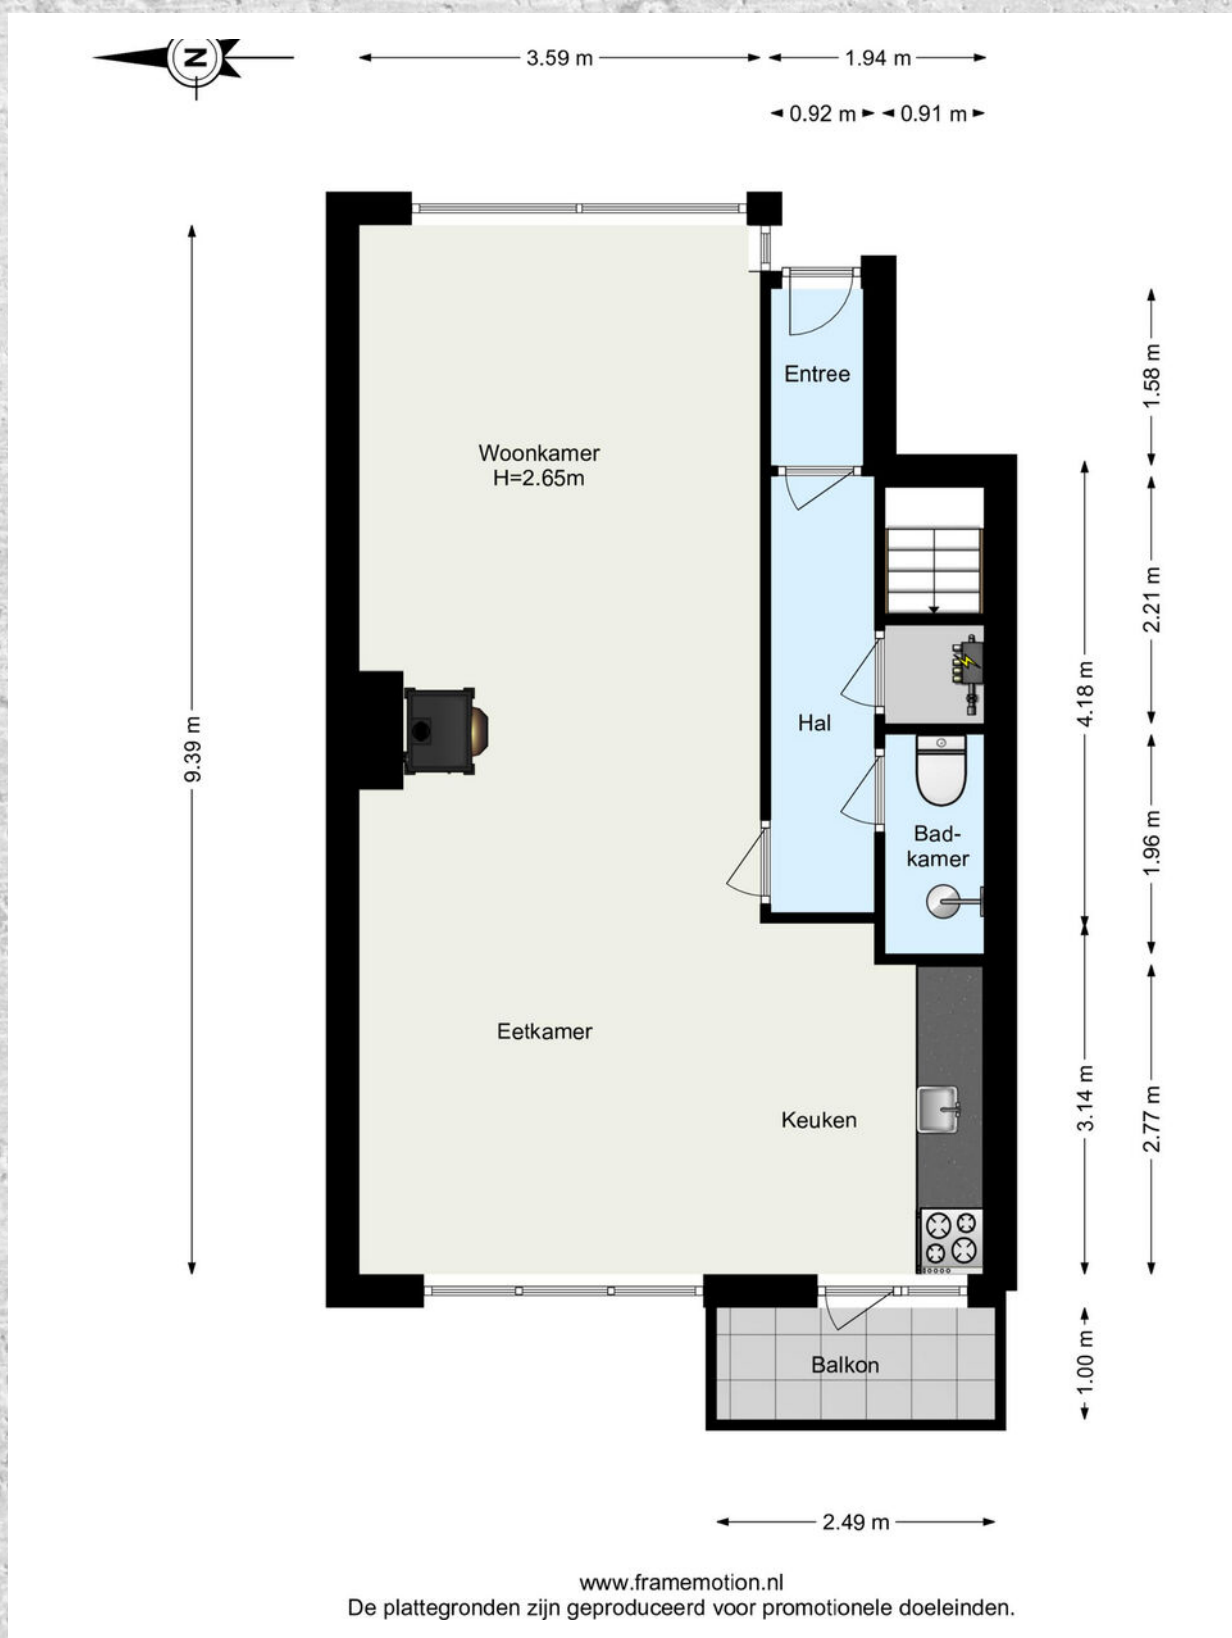 N
3.59 m
1.94 m
0.92 m
0.91 m
Entree
1.58 m
Woonkamer
H=2.65m
2.21 m
4.18 m
Hal
9.39 m
Bad-
kamer
1.96 m
Eetkamer
Keuken
3.14 m
2.77 m
Balkon
1.00 m
2.49 m
www.framemotion.nl
De plattegronden zijn geproduceerd voor promotionele doeleinden.